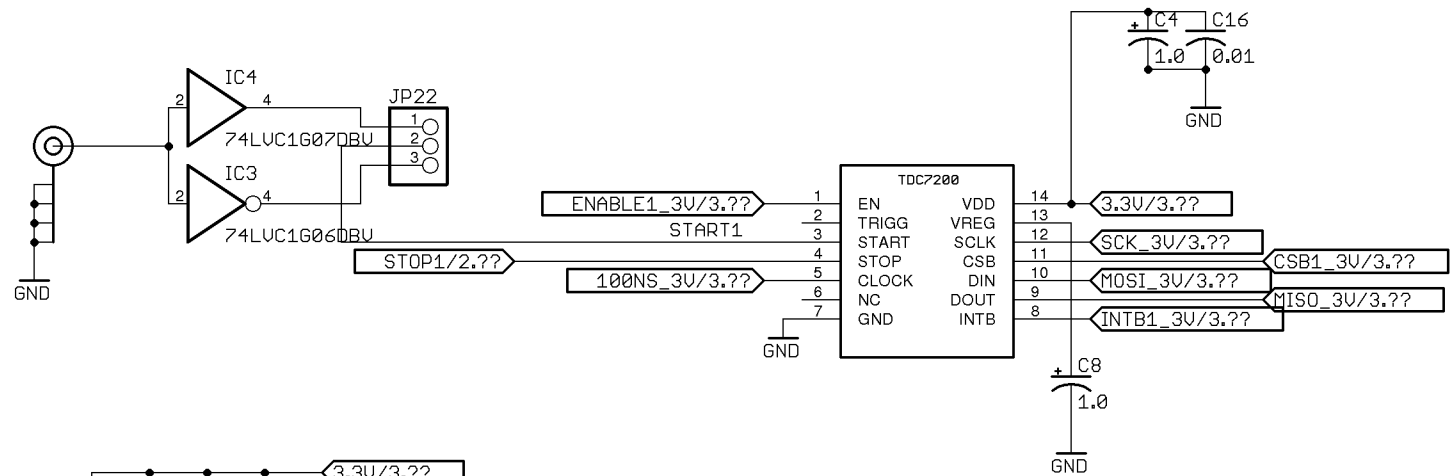 C4 C16
1.0 0.01
GND
IC4
2 4
74LVC1G07DBV
JP22
1
2
3
IC3
2 4
74LVC1G06DBV
GND
TDC7200
ENABLE1_3V/3.?? 1 EN VDD 14 3.3V/3.??
2 TRIGG VREG 13
START1 3 START SCLK 12 SCK_3V/3.??
STOP1/2.?? 4 STOP CSB 11 CSB1_3V/3.??
100NS_3V/3.?? 5 CLOCK DIN 10 MOSI_3V/3.??
6 NC DOUT 9 MISO_3V/3.??
7 GND INTB 8 INTB1_3V/3.??
GND
+ C8
1.0
GND
3.3V/3.??